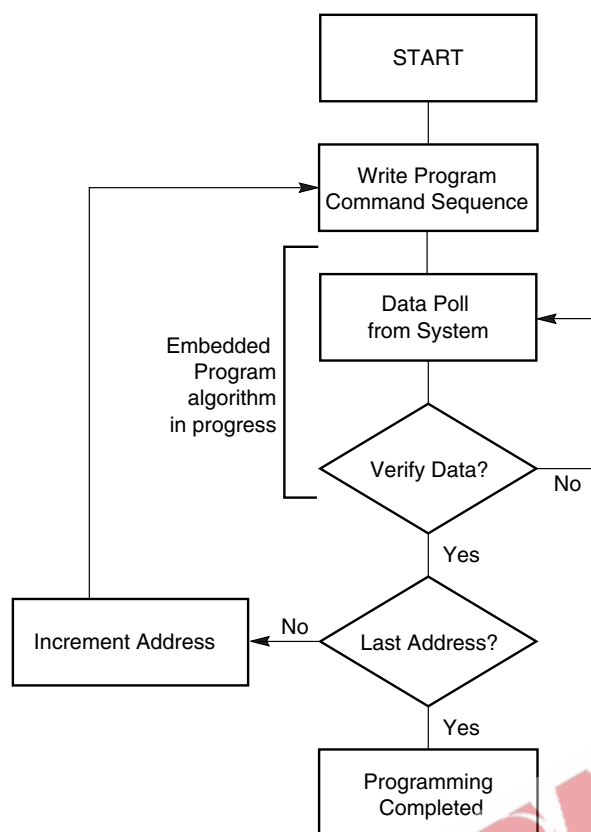 START
Write Program
Command Sequence
Data Poll
from System
Embedded
Program
algorithm
in progress
Verify Data?
No
Yes
Increment Address
No
Last Address?
Yes
Programming
Completed